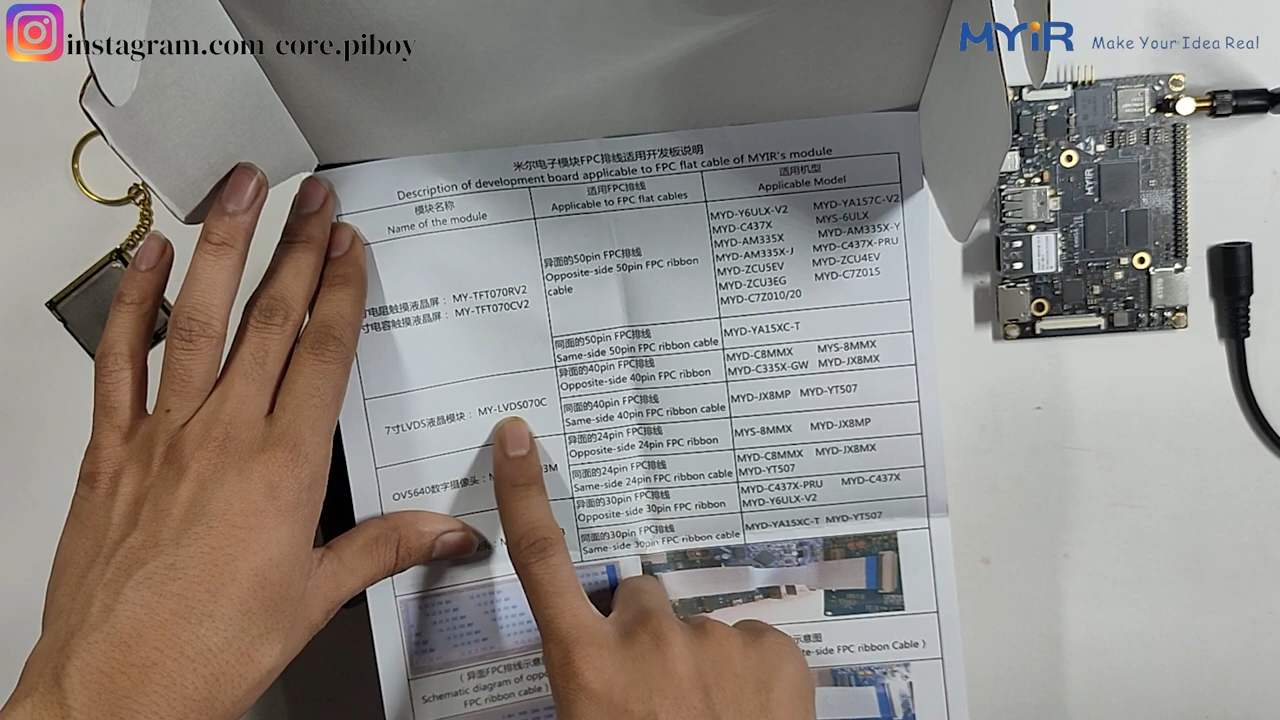 instagram.com core.piboy
MYiR Make Your Idea Real
米尔电子模块FPC排线适用开发板说明
Description of development board applicable to FPC flat cable of MYIR's module
模块名称
Name of the module
适用FPC排线
Applicable to FPC flat cables
适用机型
Applicable Model
寸电阻触摸液晶屏： MY-TFT070RV2
寸电容触摸液晶屏： MY-TFT070CV2
异面的50pin FPC排线
Opposite-side 50pin FPC ribbon
cable
MYD-Y6ULX-V2 MYD-YA157C-V2
MYD-C437X MYS-6ULX
MYD-AM335X MYD-AM335X-Y
MYD-AM335X-J MYD-C437X-PRU
MYD-ZCU5EV MYD-ZCU4EV
MYD-ZCU3EG MYD-C7Z015
MYD-C7Z010/20
同面的50pin FPC排线
Same-side 50pin FPC ribbon cable
MYD-YA15XC-T
7寸LVDS液晶模块： MY-LVDS070C
异面的40pin FPC排线
Opposite-side 40pin FPC ribbon
MYD-C8MMX MYS-8MMX
MYD-C335X-GW MYD-JX8MX
同面的40pin FPC排线
Same-side 40pin FPC ribbon cable
MYD-JX8MP MYD-YT507
OV5640数字摄像头：
异面的24pin FPC排线
Opposite-side 24pin FPC ribbon
MYS-8MMX MYD-JX8MP
同面的24pin FPC排线
Same-side 24pin FPC ribbon cable
MYD-C8MMX MYD-JX8MX
MYD-YT507
异面的30pin FPC排线
Opposite-side 30pin FPC ribbon
MYD-C437X-PRU MYD-C437X
MYD-Y6ULX-V2
同面的30pin FPC排线
Same-side 30pin FPC ribbon cable
MYD-YA15XC-T MYD-YT507
（异面FPC排线示意
Schematic diagram of
FPC ribbon cable）
示意图
te-side FPC ribbon Cable）
MYIR